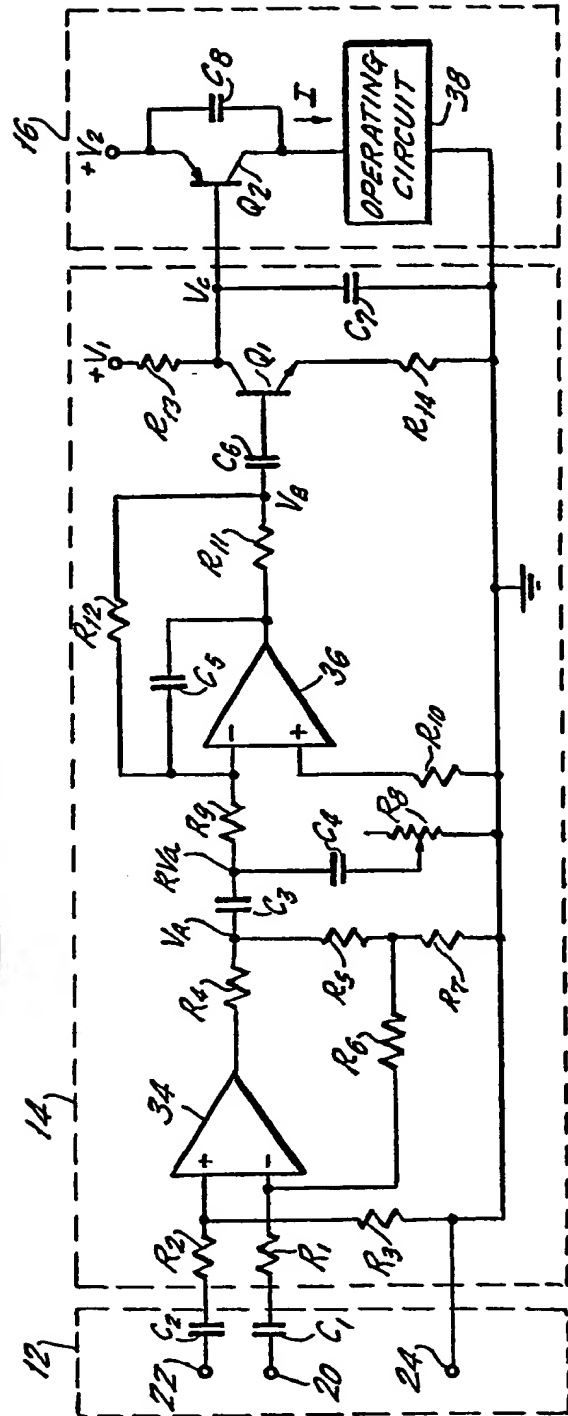 12
14
16
22
20
24
C2
C1
R2
R1
R3
+
-
34
R4
VA
C3
RVa
R5
R6
R7
C4
R8
R9
R10
-
+
36
C5
R12
R11
VB
C6
Q1
R13
+V1
VC
R14
C7
+V2
Q2
C8
I
OPERATING
CIRCUIT
38